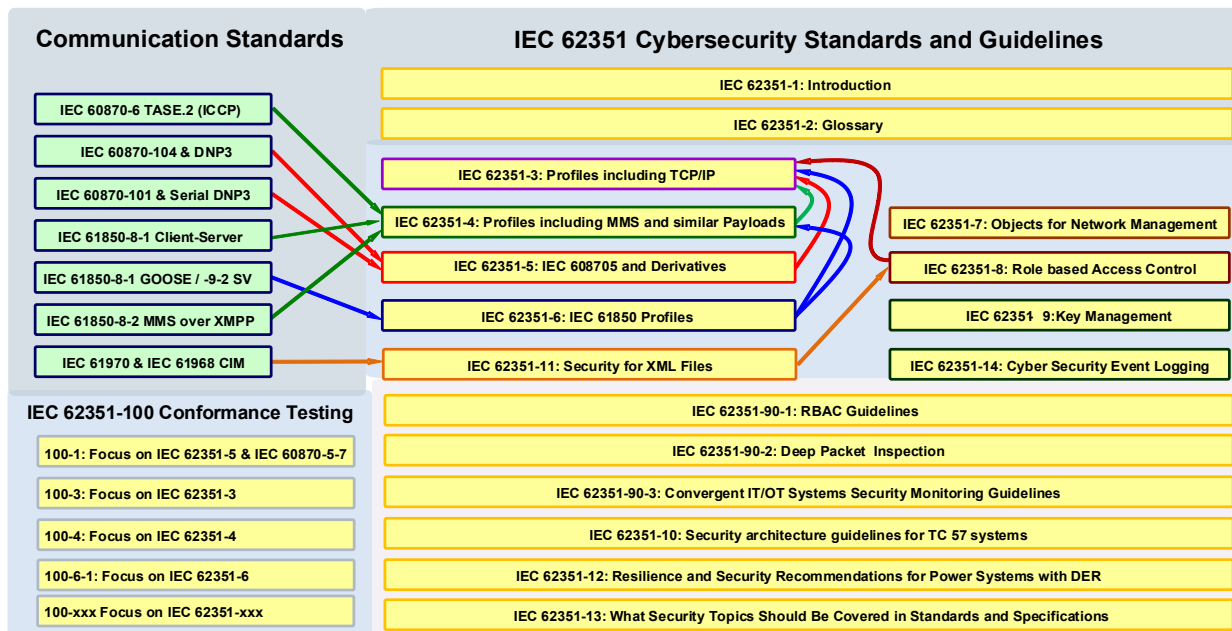 Communication Standards
IEC 60870-6 TASE.2 (ICCP)
IEC 60870-104 & DNP3
IEC 60870-101 & Serial DNP3
IEC 61850-8-1 Client-Server
IEC 61850-8-1 GOOSE / -9-2 SV
IEC 61850-8-2 MMS over XMPP
IEC 61970 & IEC 61968 CIM
IEC 62351 Cybersecurity Standards and Guidelines
IEC 62351-1: Introduction
IEC 62351-2: Glossary
IEC 62351-3: Profiles including TCP/IP
IEC 62351-4: Profiles including MMS and similar Payloads
IEC 62351-5: IEC 608705 and Derivatives
IEC 62351-6: IEC 61850 Profiles
IEC 62351-11: Security for XML Files
IEC 62351-7: Objects for Network Management
IEC 62351-8: Role based Access Control
IEC 62351- 9:Key Management
IEC 62351-14: Cyber Security Event Logging
IEC 62351-100 Conformance Testing
100-1: Focus on IEC 62351-5 & IEC 60870-5-7
100-3: Focus on IEC 62351-3
100-4: Focus on IEC 62351-4
100-6-1: Focus on IEC 62351-6
100-xxx Focus on IEC 62351-xxx
IEC 62351-90-1: RBAC Guidelines
IEC 62351-90-2: Deep Packet Inspection
IEC 62351-90-3: Convergent IT/OT Systems Security Monitoring Guidelines
IEC 62351-10: Security architecture guidelines for TC 57 systems
IEC 62351-12: Resilience and Security Recommendations for Power Systems with DER
IEC 62351-13: What Security Topics Should Be Covered in Standards and Specifications